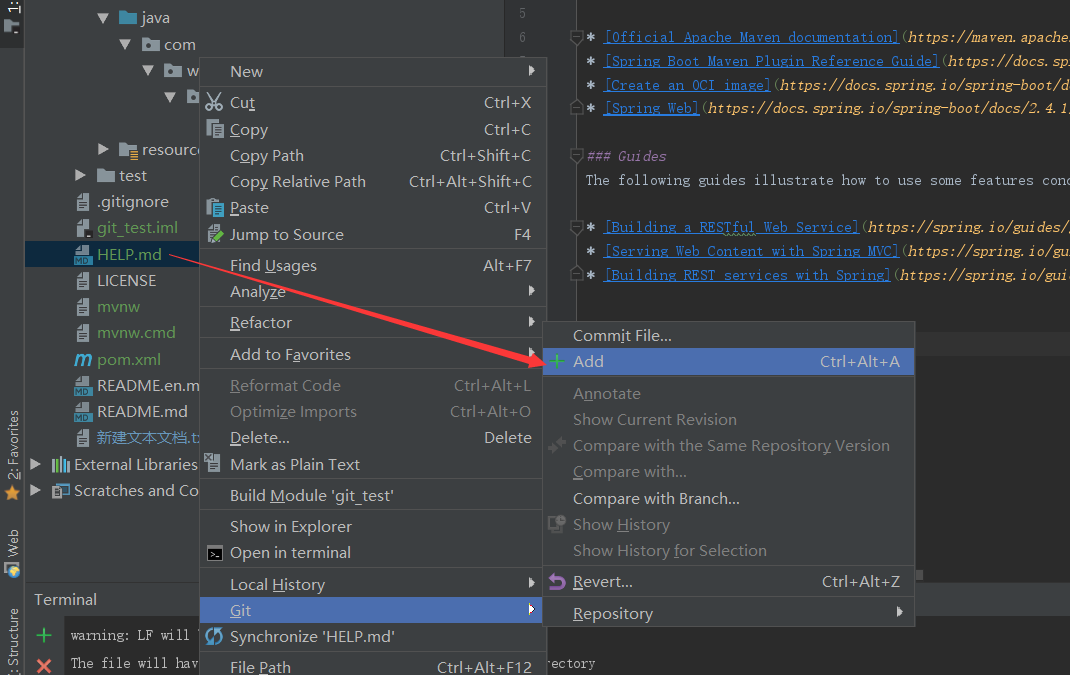 1:
java
com
w
resourc
test
.gitignore
git_test.iml
HELP.md
LICENSE
mvnw
mvnw.cmd
pom.xml
README.en.m
README.md
新建文本文档.tx
External Libraries
Scratches and Co
2: Favorites
Web
: Structure
Terminal
warning: LF will
The file will hav
New
Cut Ctrl+X
Copy Ctrl+C
Copy Path Ctrl+Shift+C
Copy Relative Path Ctrl+Alt+Shift+C
Paste Ctrl+V
Jump to Source F4
Find Usages Alt+F7
Analyze
Refactor
Add to Favorites
Reformat Code Ctrl+Alt+L
Optimize Imports Ctrl+Alt+O
Delete... Delete
Mark as Plain Text
Build Module 'git_test'
Show in Explorer
Open in terminal
Local History
Git
Synchronize 'HELP.md'
File Path Ctrl+Alt+F12
Commit File...
Add Ctrl+Alt+A
Annotate
Show Current Revision
Compare with the Same Repository Version
Compare with...
Compare with Branch...
Show History
Show History for Selection
Revert... Ctrl+Alt+Z
Repository
rectory
5
6
* [Official Apache Maven documentation](https://maven.apache
* [Spring Boot Maven Plugin Reference Guide](https://docs.sp
* [Create an OCI image](https://docs.spring.io/spring-boot/d
* [Spring Web](https://docs.spring.io/spring-boot/docs/2.4.1
### Guides
The following guides illustrate how to use some features con
* [Building a RESTful Web Service](https://spring.io/guides/
* [Serving Web Content with Spring MVC](https://spring.io/gu
* [Building REST services with Spring](https://spring.io/gui